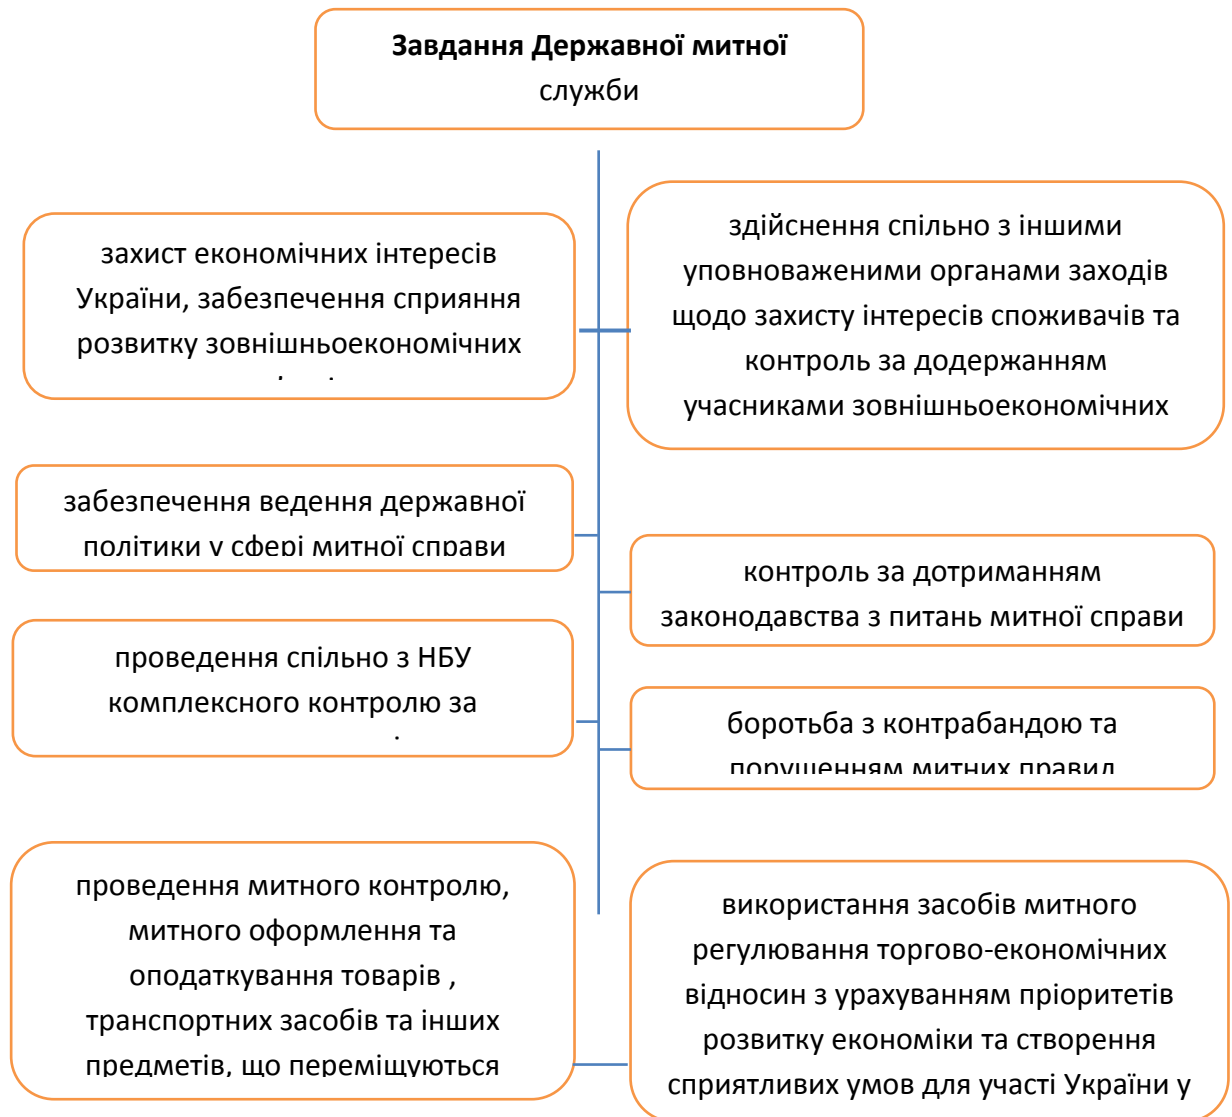 Завдання Державної митної
служби
захист економічних інтересів
України, забезпечення сприяння
розвитку зовнішньоекономічних
здійснення спільно з іншими
уповноваженими органами заходів
щодо захисту інтересів споживачів та
контроль за додержанням
учасниками зовнішньоекономічних
забезпечення ведення державної
політики у сфері митної справи
контроль за дотриманням
законодавства з питань митної справи
проведення спільно з НБУ
комплексного контролю за
боротьба з контрабандою та
порушенням митних правил
проведення митного контролю,
митного оформлення та
оподаткування товарів ,
транспортних засобів та інших
предметів, що переміщуються
використання засобів митного
регулювання торгово-економічних
відносин з урахуванням пріоритетів
розвитку економіки та створення
сприятливих умов для участі України у